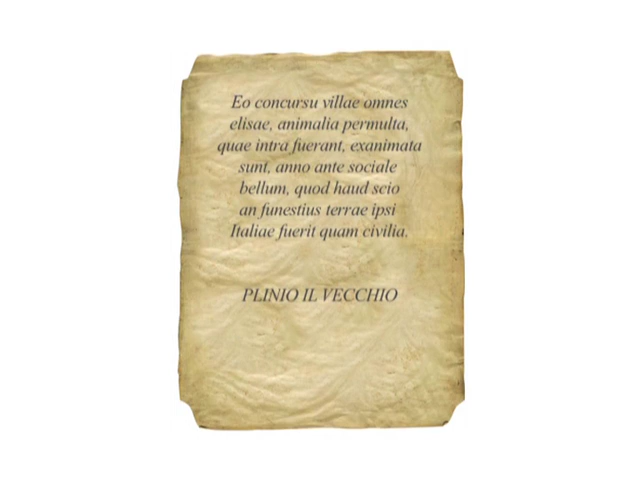 Eo concursu villae omnes
elisae, animalia permulta,
quae intra fuerant, exanimata
sunt, anno ante sociale
bellum, quod haud scio
an funestius terrae ipsi
Italiae fuerit quam civilia.
PLINIO IL VECCHIO